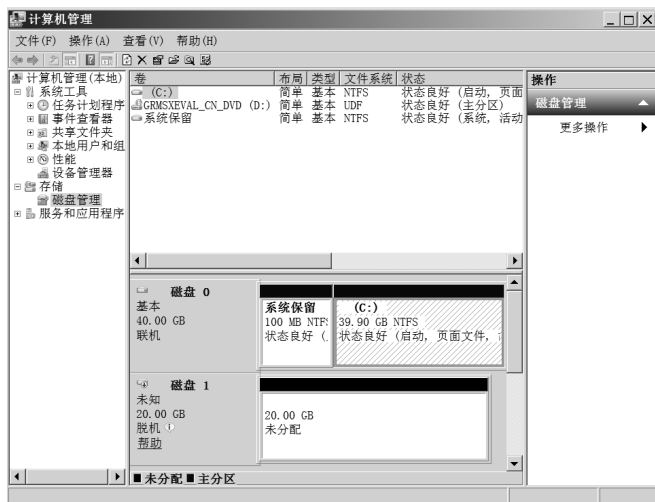 计算机管理
文件(F) 操作(A) 查看(V) 帮助(H)
计算机管理(本地)
系统工具
任务计划程序
事件查看器
共享文件夹
本地用户和组
性能
设备管理器
存储
磁盘管理
服务和应用程序
卷 布局 类型 文件系统 状态
(C:) 简单 基本 NTFS 状态良好 (启动, 页面
GRMSXEVAL_CN_DVD (D:) 简单 基本 UDF 状态良好 (主分区)
系统保留 简单 基本 NTFS 状态良好 (系统, 活动
磁盘 0
基本
40.00 GB
联机
系统保留
100 MB NTF
状态良好 (
(C:)
39.90 GB NTFS
状态良好 (启动, 页面文件,
磁盘 1
未知
20.00 GB
脱机
帮助
20.00 GB
未分配
未分配 主分区
操作
磁盘管理
更多操作